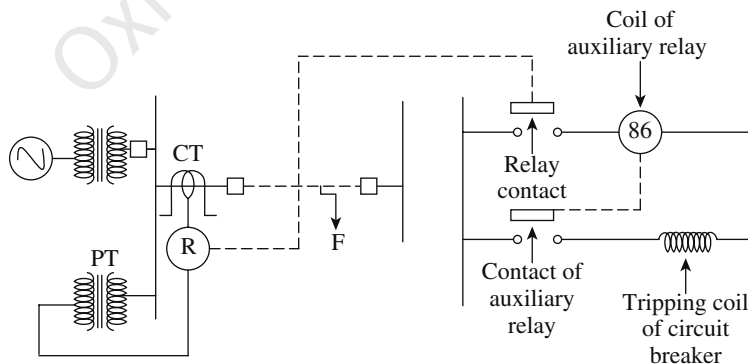 Coil of
auxiliary relay
86
CT
Relay
contact
R
F
PT
Contact of
auxiliary
relay
Tripping coil
of circuit
breaker